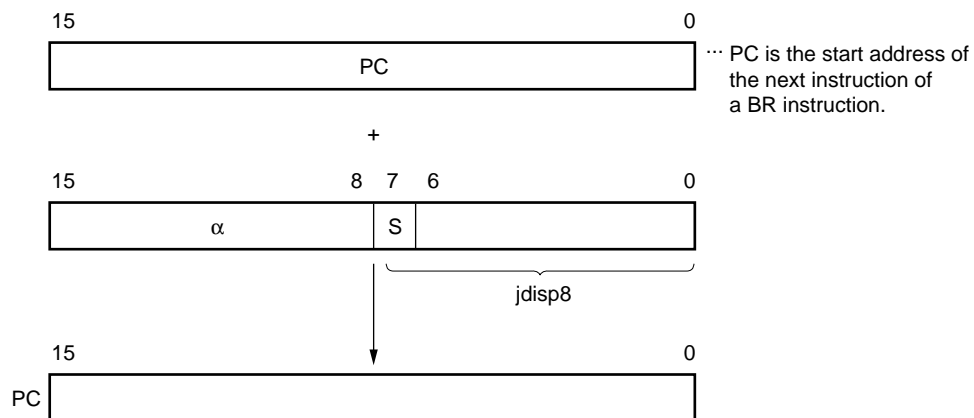 15 0
PC
... PC is the start address of
the next instruction of
a BR instruction.
+
15 8 7 6 0
α S
jdisp8
15 0
PC